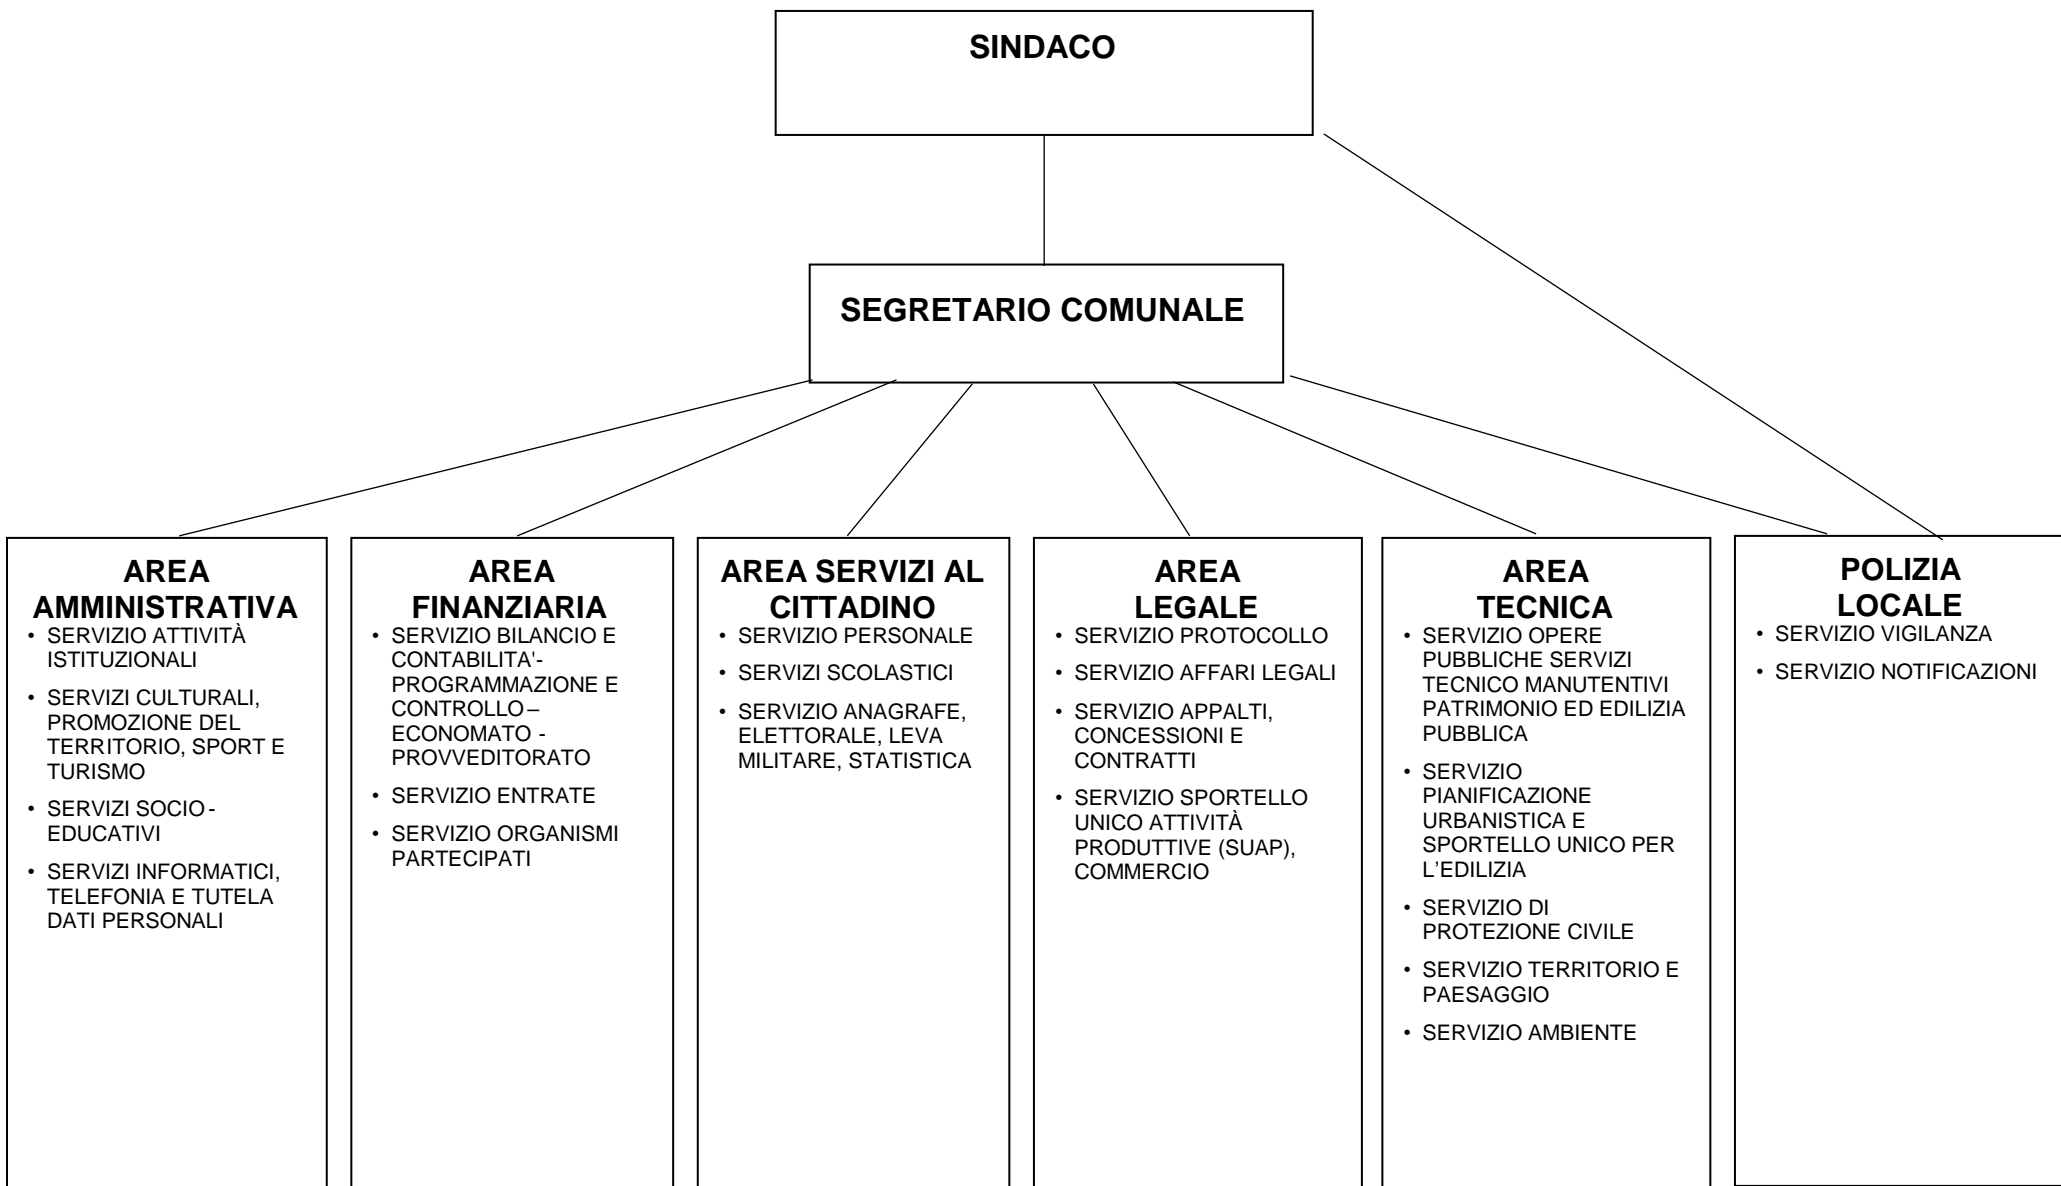 SINDACO
SEGRETARIO COMUNALE
AREA
AMMINISTRATIVA
• SERVIZIO ATTIVITÀ
ISTITUZIONALI
• SERVIZI CULTURALI,
PROMOZIONE DEL
TERRITORIO, SPORT E
TURISMO
• SERVIZI SOCIO-
EDUCATIVI
• SERVIZI INFORMATICI,
TELEFONIA E TUTELA
DATI PERSONALI
AREA
FINANZIARIA
• SERVIZIO BILANCIO E
CONTABILITA'-
PROGRAMMAZIONE E
CONTROLLO–
ECONOMATO -
PROVVEDITORATO
• SERVIZIO ENTRATE
• SERVIZIO ORGANISMI
PARTECIPATI
AREA SERVIZI AL
CITTADINO
• SERVIZIO PERSONALE
• SERVIZI SCOLASTICI
• SERVIZIO ANAGRAFE,
ELETTORALE, LEVA
MILITARE, STATISTICA
AREA
LEGALE
• SERVIZIO PROTOCOLLO
• SERVIZIO AFFARI LEGALI
• SERVIZIO APPALTI,
CONCESSIONI E
CONTRATTI
• SERVIZIO SPORTELLO
UNICO ATTIVITÀ
PRODUTTIVE (SUAP),
COMMERCIO
AREA
TECNICA
• SERVIZIO OPERE
PUBBLICHE SERVIZI
TECNICO MANUTENTIVI
PATRIMONIO ED EDILIZIA
PUBBLICA
• SERVIZIO
PIANIFICAZIONE
URBANISTICA E
SPORTELLO UNICO PER
L’EDILIZIA
• SERVIZIO DI
PROTEZIONE CIVILE
• SERVIZIO TERRITORIO E
PAESAGGIO
• SERVIZIO AMBIENTE
POLIZIA
LOCALE
• SERVIZIO VIGILANZA
• SERVIZIO NOTIFICAZIONI